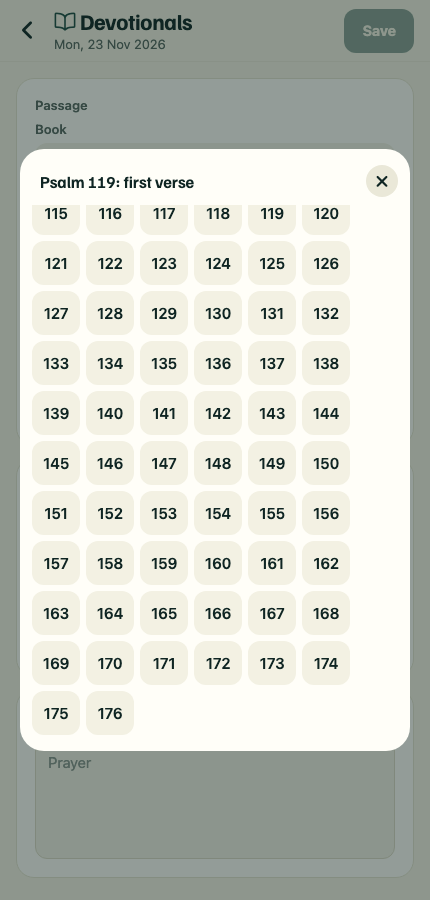 Devotionals
Mon, 23 Nov 2026
Save
Passage
Book
Psalm 119: first verse
115 116 117 118 119 120
121 122 123 124 125 126
127 128 129 130 131 132
133 134 135 136 137 138
139 140 141 142 143 144
145 146 147 148 149 150
151 152 153 154 155 156
157 158 159 160 161 162
163 164 165 166 167 168
169 170 171 172 173 174
175 176
Prayer